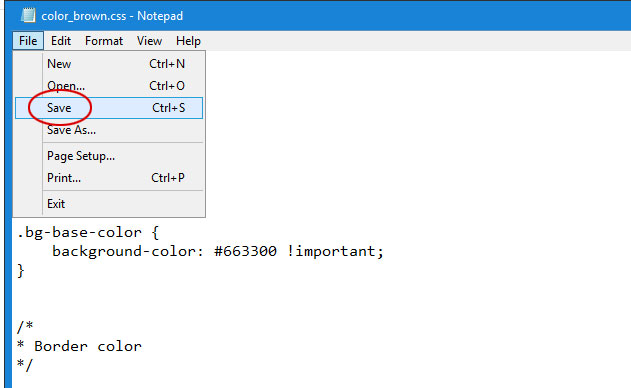 color_brown.css - Notepad
File Edit Format View Help
New Ctrl+N
Open... Ctrl+O
Save Ctrl+S
Save As...
Page Setup...
Print... Ctrl+P
Exit
.bg-base-color {
    background-color: #663300 !important;
}
/*
* Border color
*/